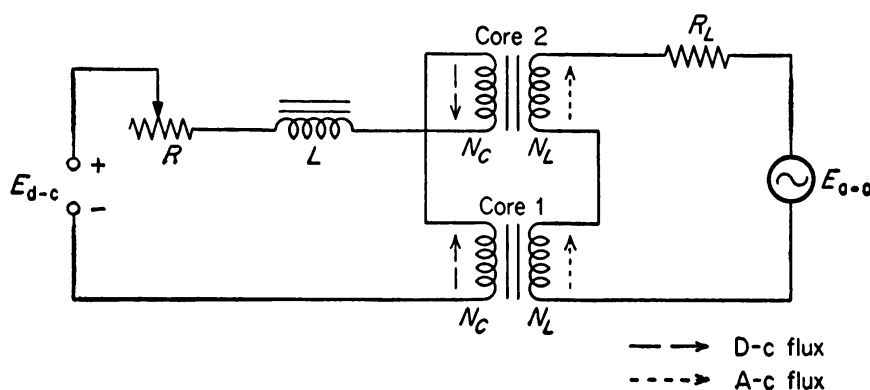 Core 2
R_L
+
E_d-c
-
R
L
N_C
N_L
E_a-c
Core 1
N_C
N_L
D-c flux
A-c flux